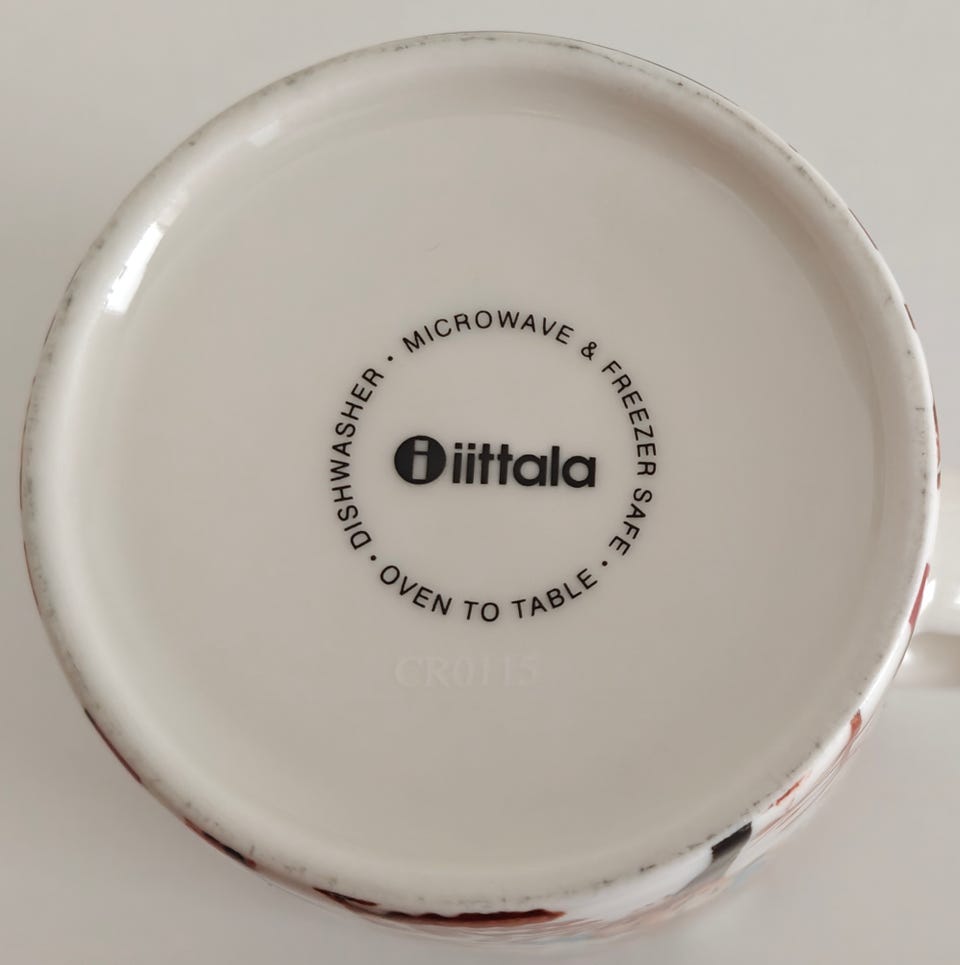 DISHWASHER · MICROWAVE & FREEZER SAFE · OVEN TO TABLE ·
i iittala
CR0115